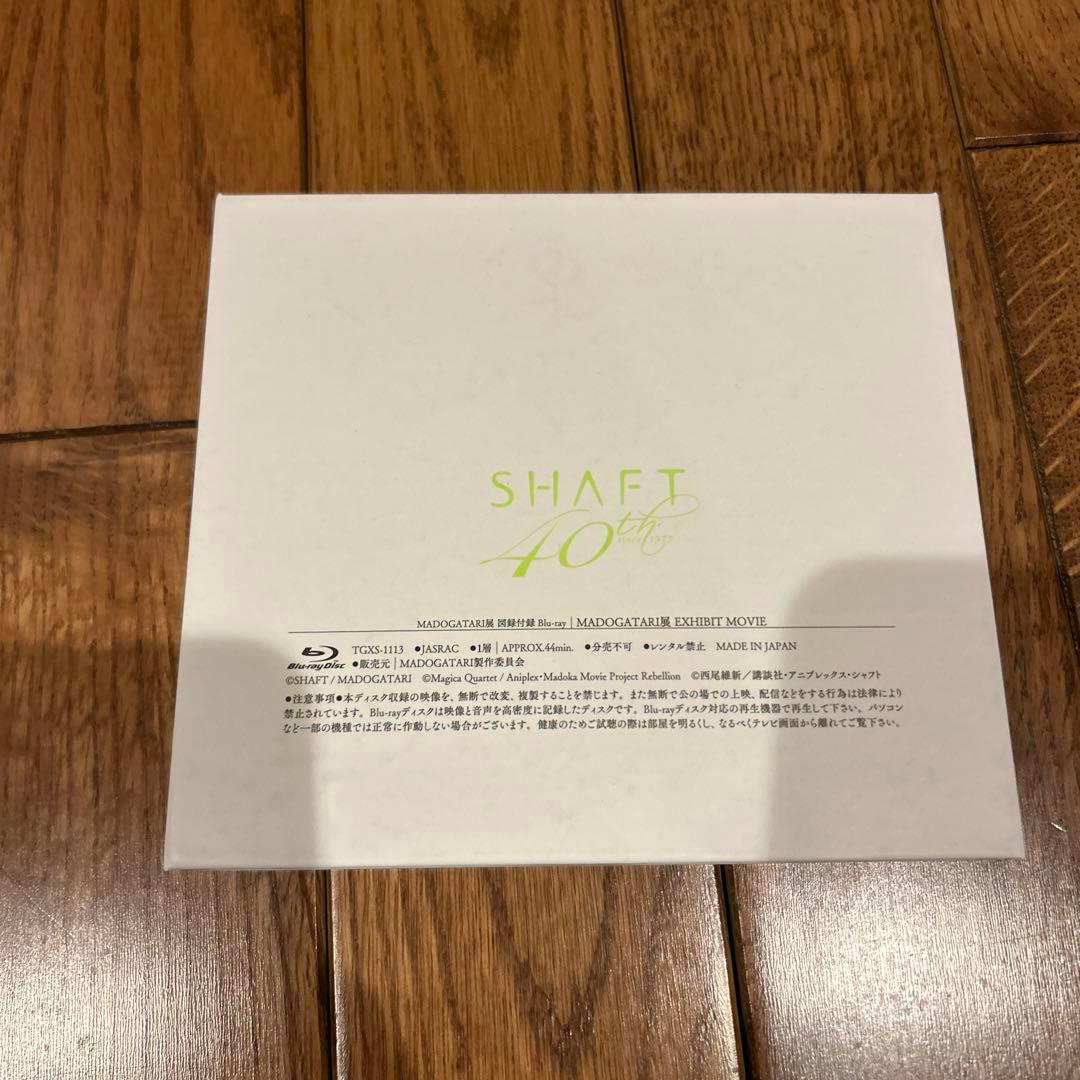 SHAFT
40th
since 1975
MADOGATARI展 図録付録 Blu-ray | MADOGATARI展 EXHIBIT MOVIE
Blu-ray Disc TGXS-1113 ●JASRAC ●1層 | APPROX.44min. ●分売不可 ●レンタル禁止 MADE IN JAPAN
●販売元 | MADOGATARI製作委員会
©SHAFT / MADOGATARI ©Magica Quartet / Aniplex・Madoka Movie Project Rebellion ©西尾維新／講談社・アニプレックス・シャフト
●注意事項●本ディスク収録の映像を、無断で改変、複製することを禁じます。また無断で公の場での上映、配信などをする行為は法律により
禁止されています。Blu-rayディスクは映像と音声を高密度に記録したディスクです。Blu-rayディスク対応の再生機器で再生して下さい。パソコン
など一部の機種では正常に作動しない場合がございます。健康のためご試聴の際は部屋を明るくし、なるべくテレビ画面から離れてご覧下さい。